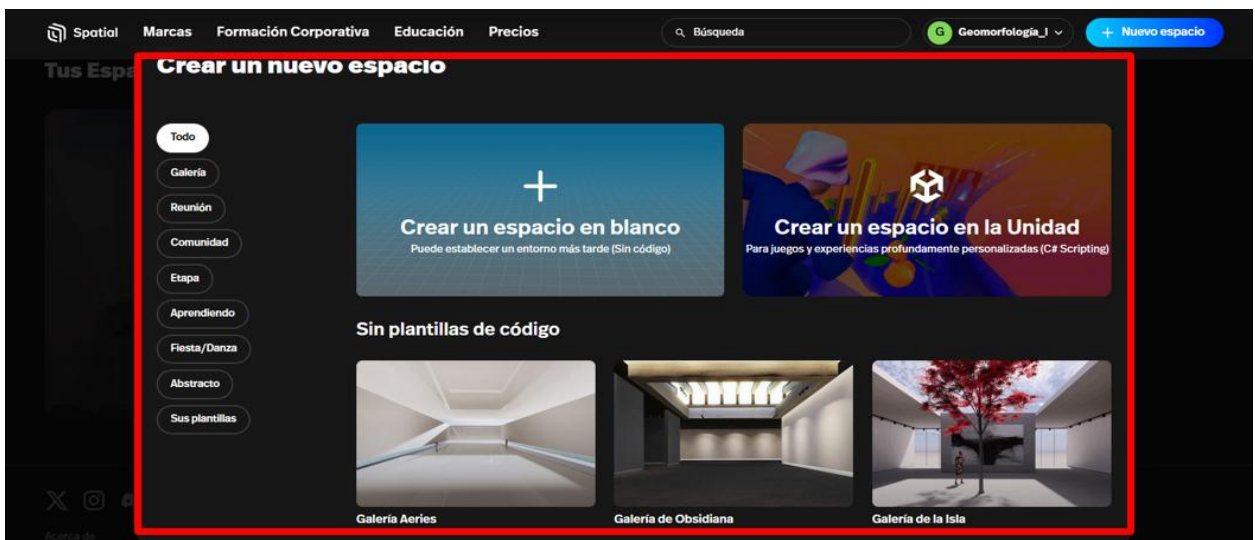 Spatial
Marcas
Formación Corporativa
Educación
Precios
Búsqueda
G
Geomorfología_I
+ Nuevo espacio
Tus Espa
Crear un nuevo espacio
Todo
Galería
Reunión
Comunidad
Etapa
Aprendiendo
Fiesta/Danza
Abstracto
Sus plantillas
Crear un espacio en blanco
Puede establecer un entorno más tarde (Sin código)
Crear un espacio en la Unidad
Para juegos y experiencias profundamente personalizadas (C# Scripting)
Sin plantillas de código
Galería Aeries
Galería de Obsidiana
Galería de la Isla
Acerca de